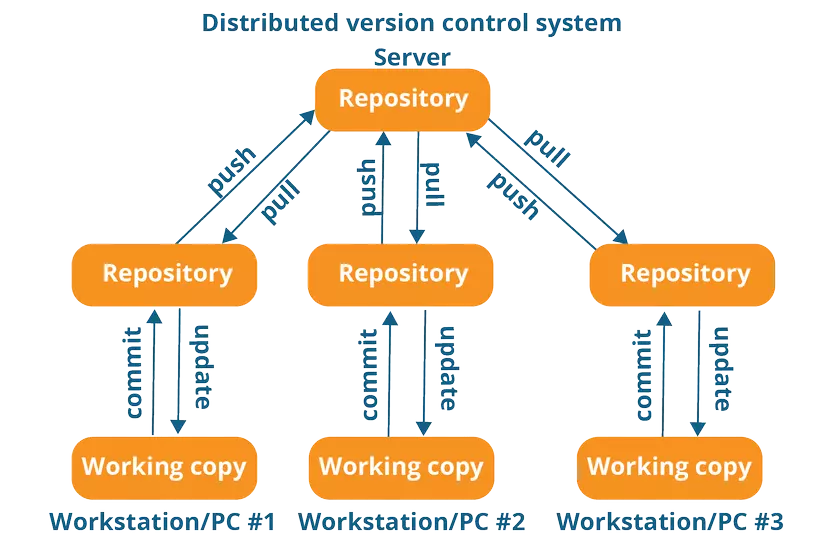 Distributed version control system
Server
Repository
push
pull
push
pull
pull
push
Repository
Repository
Repository
commit
update
commit
update
commit
update
Working copy
Working copy
Working copy
Workstation/PC #1
Workstation/PC #2
Workstation/PC #3